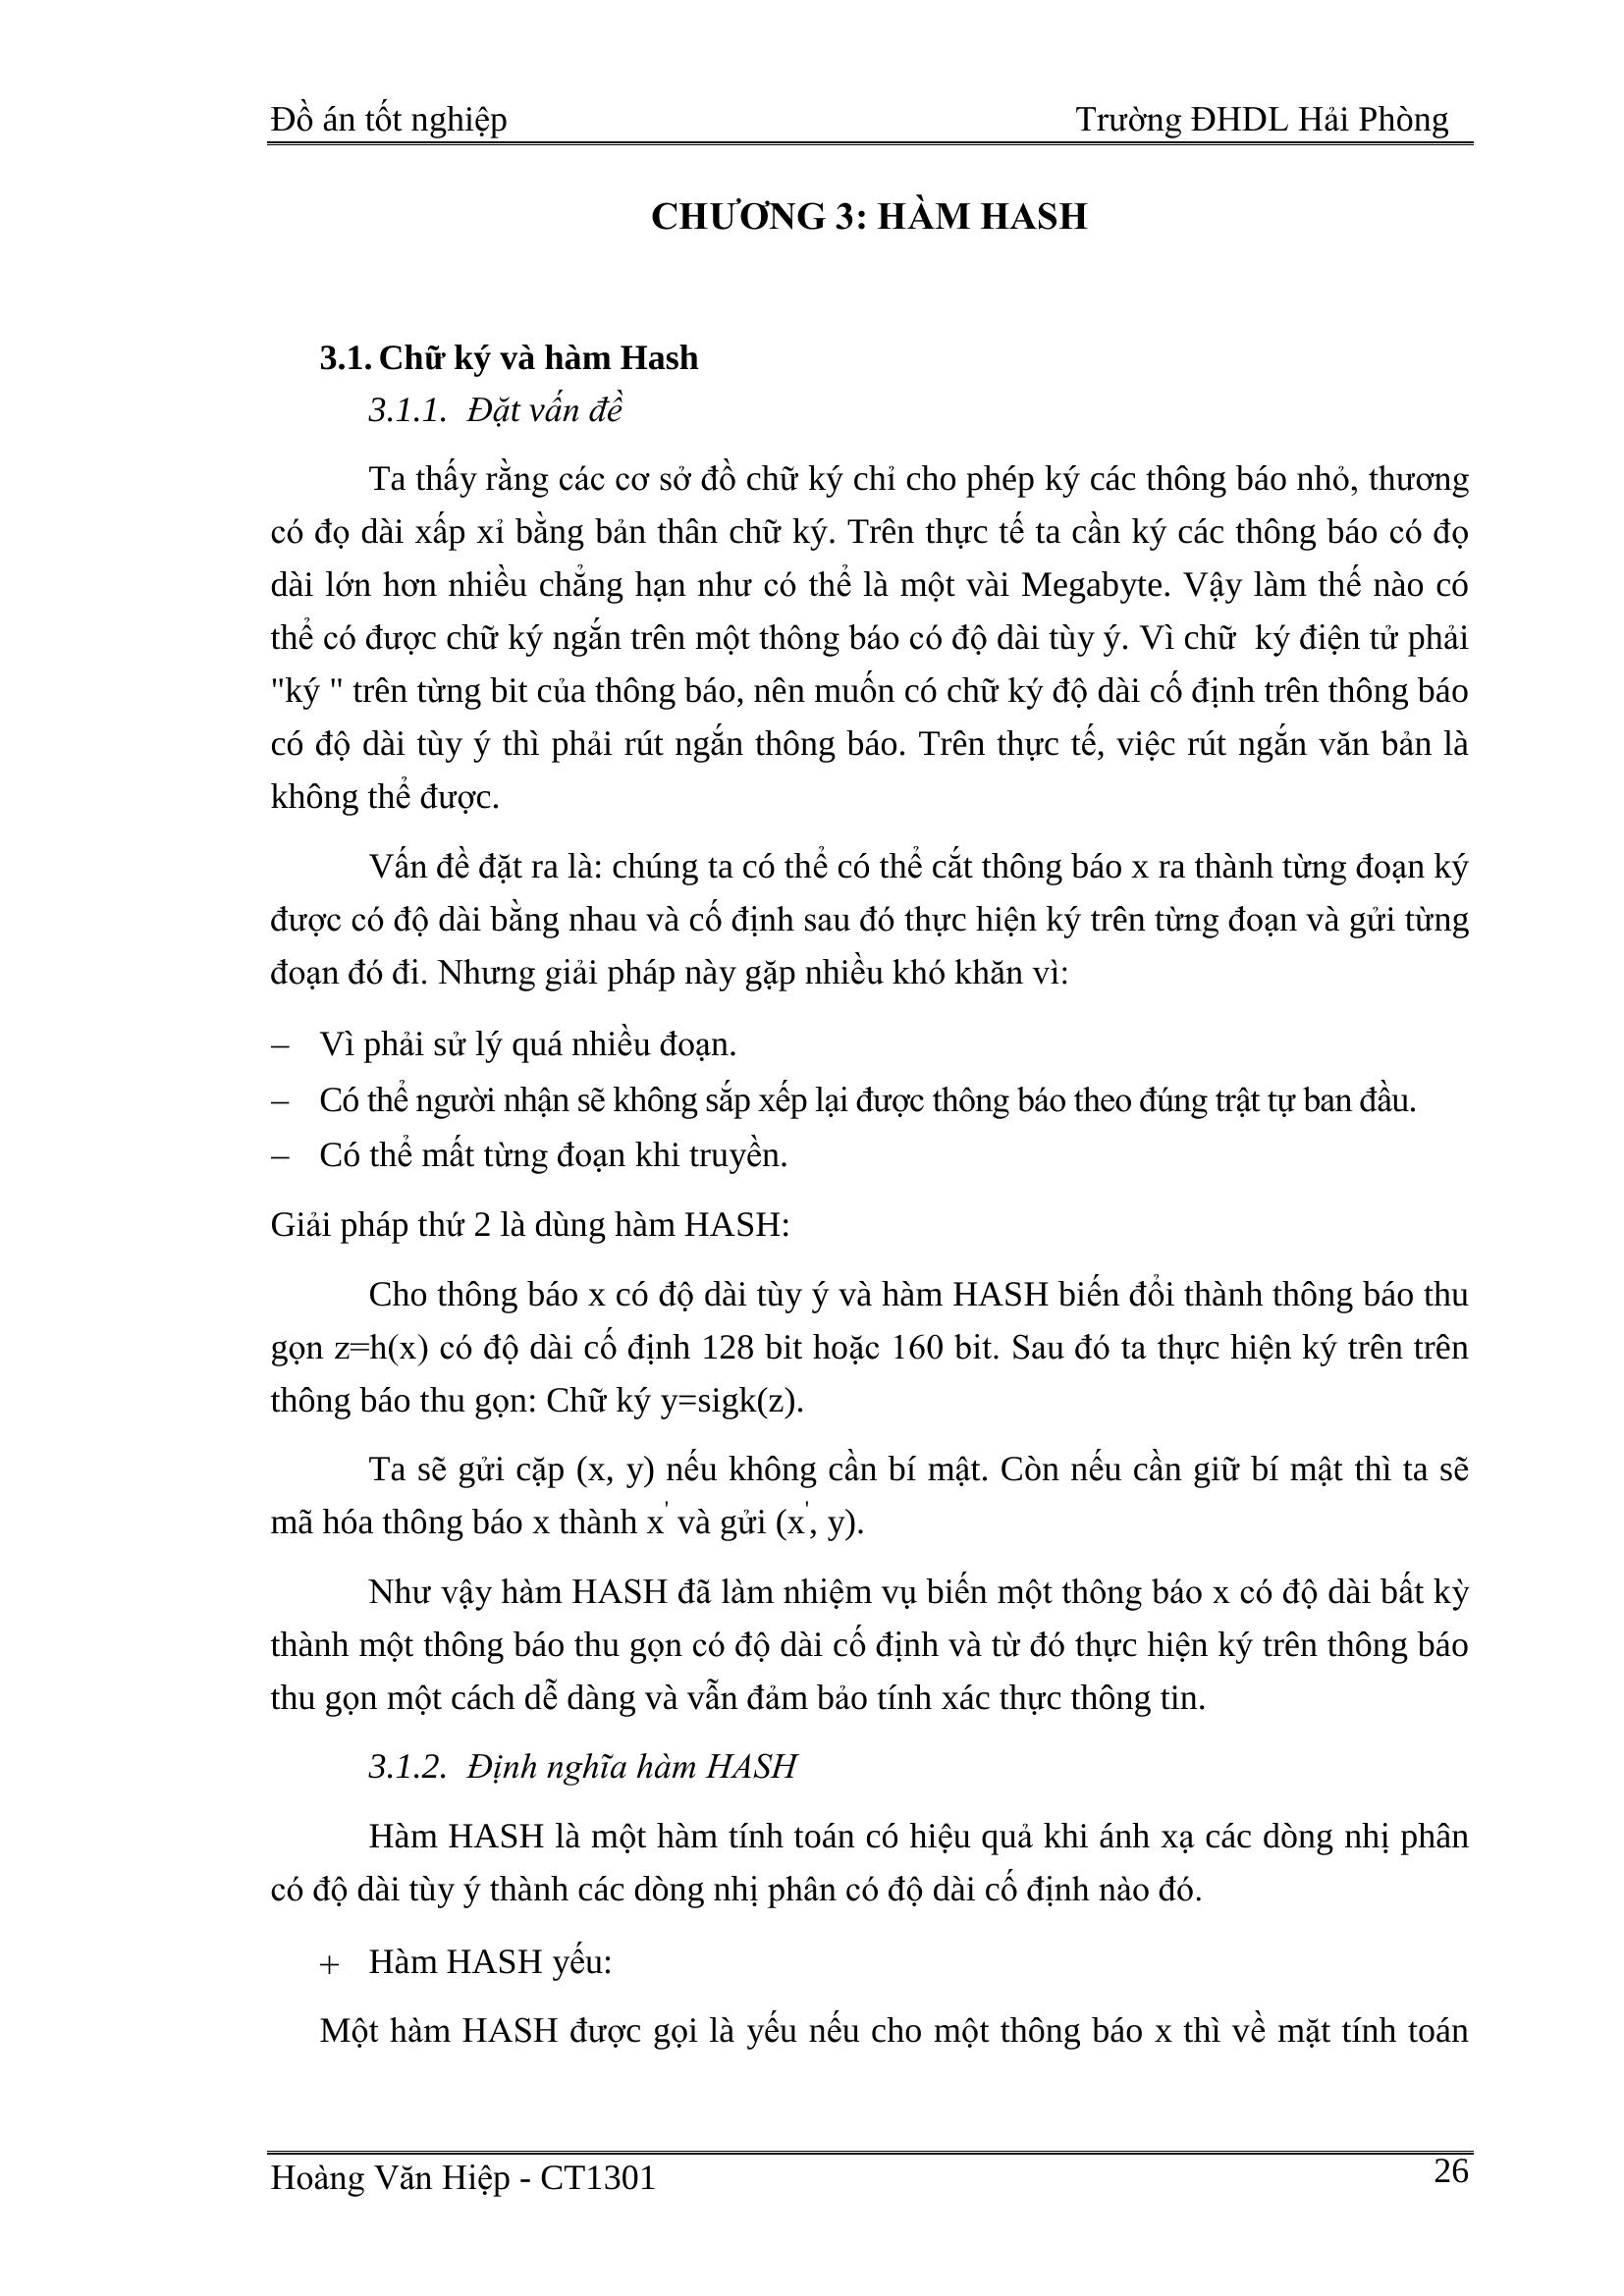 Đồ án tốt nghiệp Trường ĐHDL Hải Phòng
CHƯƠNG 3: HÀM HASH
3.1. Chữ ký và hàm Hash
3.1.1. Đặt vấn đề
Ta thấy rằng các cơ sở đồ chữ ký chỉ cho phép ký các thông báo nhỏ, thương
có đọ dài xấp xỉ bằng bản thân chữ ký. Trên thực tế ta cần ký các thông báo có đọ
dài lớn hơn nhiều chẳng hạn như có thể là một vài Megabyte. Vậy làm thế nào có
thể có được chữ ký ngắn trên một thông báo có độ dài tùy ý. Vì chữ ký điện tử phải
"ký " trên từng bit của thông báo, nên muốn có chữ ký độ dài cố định trên thông báo
có độ dài tùy ý thì phải rút ngắn thông báo. Trên thực tế, việc rút ngắn văn bản là
không thể được.
Vấn đề đặt ra là: chúng ta có thể có thể cắt thông báo x ra thành từng đoạn ký
được có độ dài bằng nhau và cố định sau đó thực hiện ký trên từng đoạn và gửi từng
đoạn đó đi. Nhưng giải pháp này gặp nhiều khó khăn vì:
– Vì phải sử lý quá nhiều đoạn.
– Có thể người nhận sẽ không sắp xếp lại được thông báo theo đúng trật tự ban đầu.
– Có thể mất từng đoạn khi truyền.
Giải pháp thứ 2 là dùng hàm HASH:
Cho thông báo x có độ dài tùy ý và hàm HASH biến đổi thành thông báo thu
gọn z=h(x) có độ dài cố định 128 bit hoặc 160 bit. Sau đó ta thực hiện ký trên trên
thông báo thu gọn: Chữ ký y=sigk(z).
Ta sẽ gửi cặp (x, y) nếu không cần bí mật. Còn nếu cần giữ bí mật thì ta sẽ
mã hóa thông báo x thành x' và gửi (x', y).
Như vậy hàm HASH đã làm nhiệm vụ biến một thông báo x có độ dài bất kỳ
thành một thông báo thu gọn có độ dài cố định và từ đó thực hiện ký trên thông báo
thu gọn một cách dễ dàng và vẫn đảm bảo tính xác thực thông tin.
3.1.2. Định nghĩa hàm HASH
Hàm HASH là một hàm tính toán có hiệu quả khi ánh xạ các dòng nhị phân
có độ dài tùy ý thành các dòng nhị phân có độ dài cố định nào đó.
+ Hàm HASH yếu:
Một hàm HASH được gọi là yếu nếu cho một thông báo x thì về mặt tính toán
Hoàng Văn Hiệp - CT1301 26